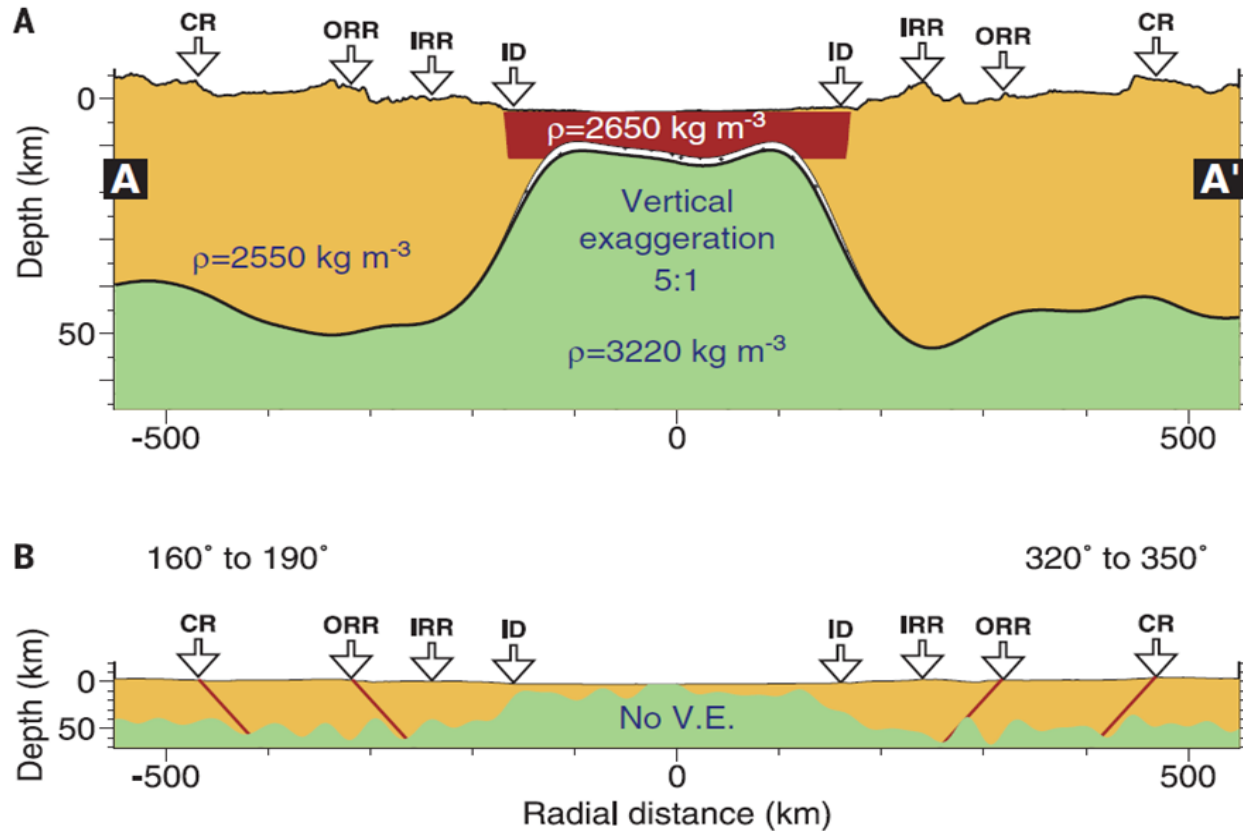 A
CR ORR IRR ID ID IRR ORR CR
0
ρ=2650 kg m-3
A A'
Depth (km)
Vertical
exaggeration
5:1
ρ=2550 kg m-3
50
ρ=3220 kg m-3
-500 0 500
B 160° to 190° 320° to 350°
CR ORR IRR ID ID IRR ORR CR
Depth (km)
0
No V.E.
50
-500 0 500
Radial distance (km)